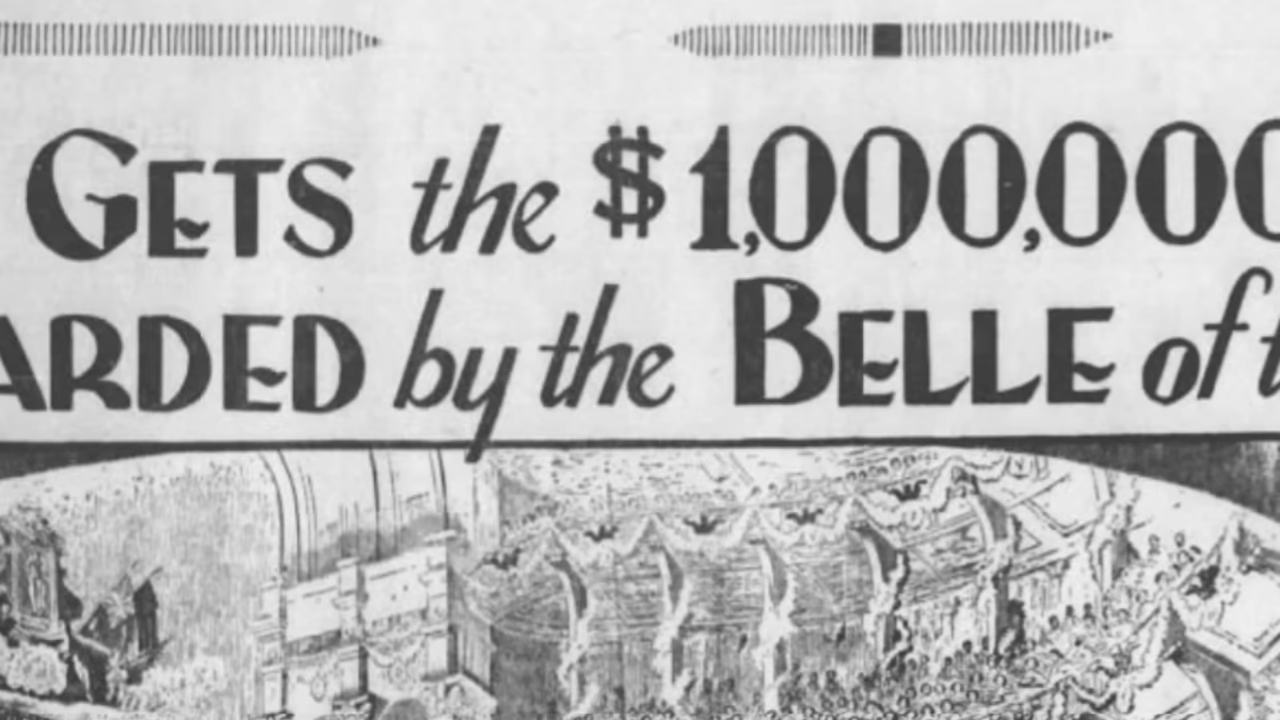 GETS the $1,000,000
ARDED by the BELLE of t